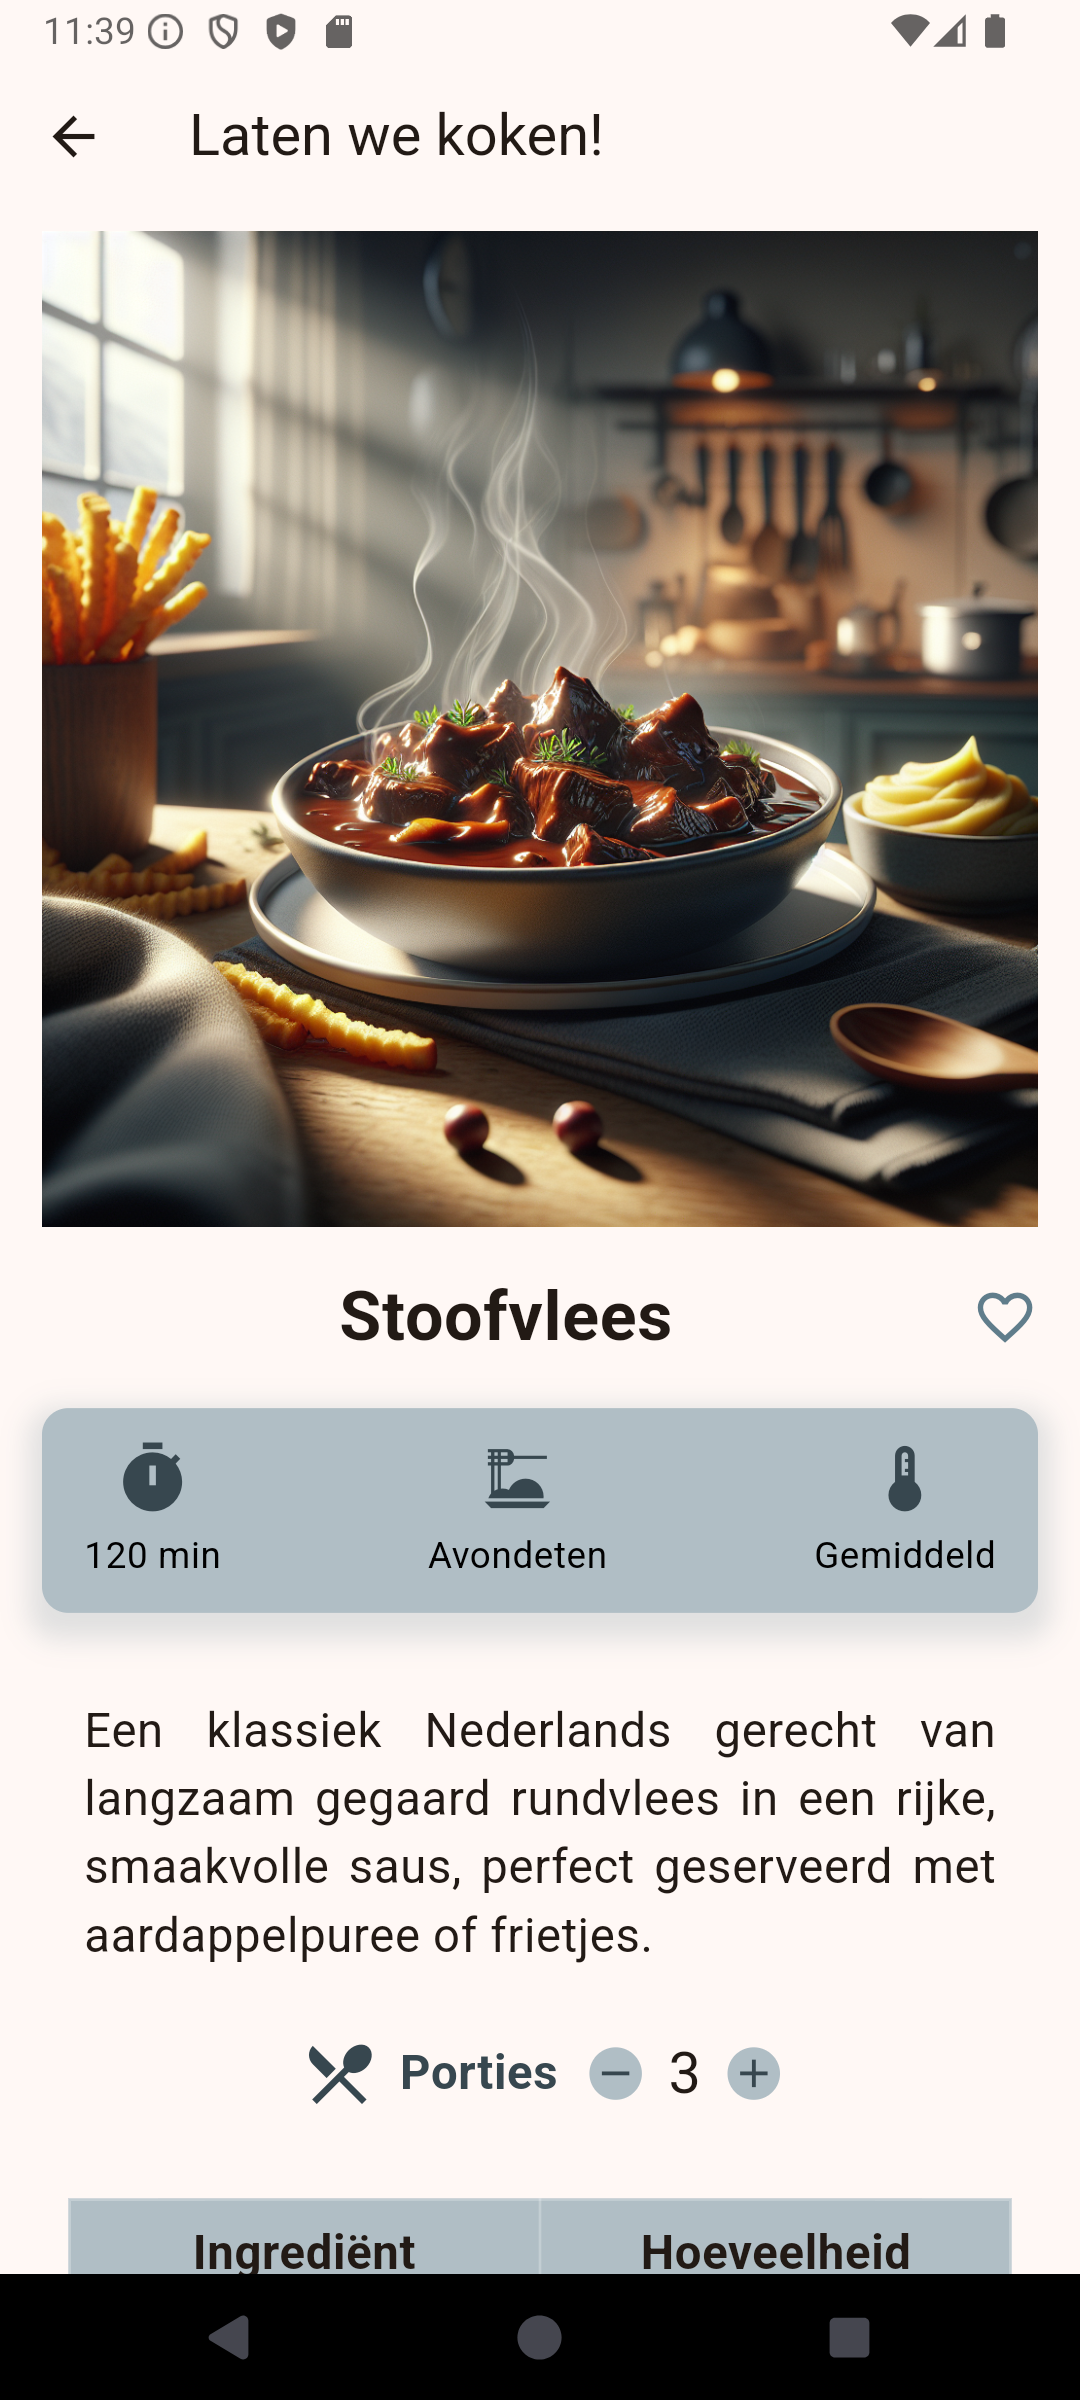 11:39
Laten we koken!
Stoofvlees
120 min
Avondeten
Gemiddeld
Een klassiek Nederlands gerecht van
langzaam gegaard rundvlees in een rijke,
smaakvolle saus, perfect geserveerd met
aardappelpuree of frietjes.
Porties
3
Ingrediënt
Hoeveelheid